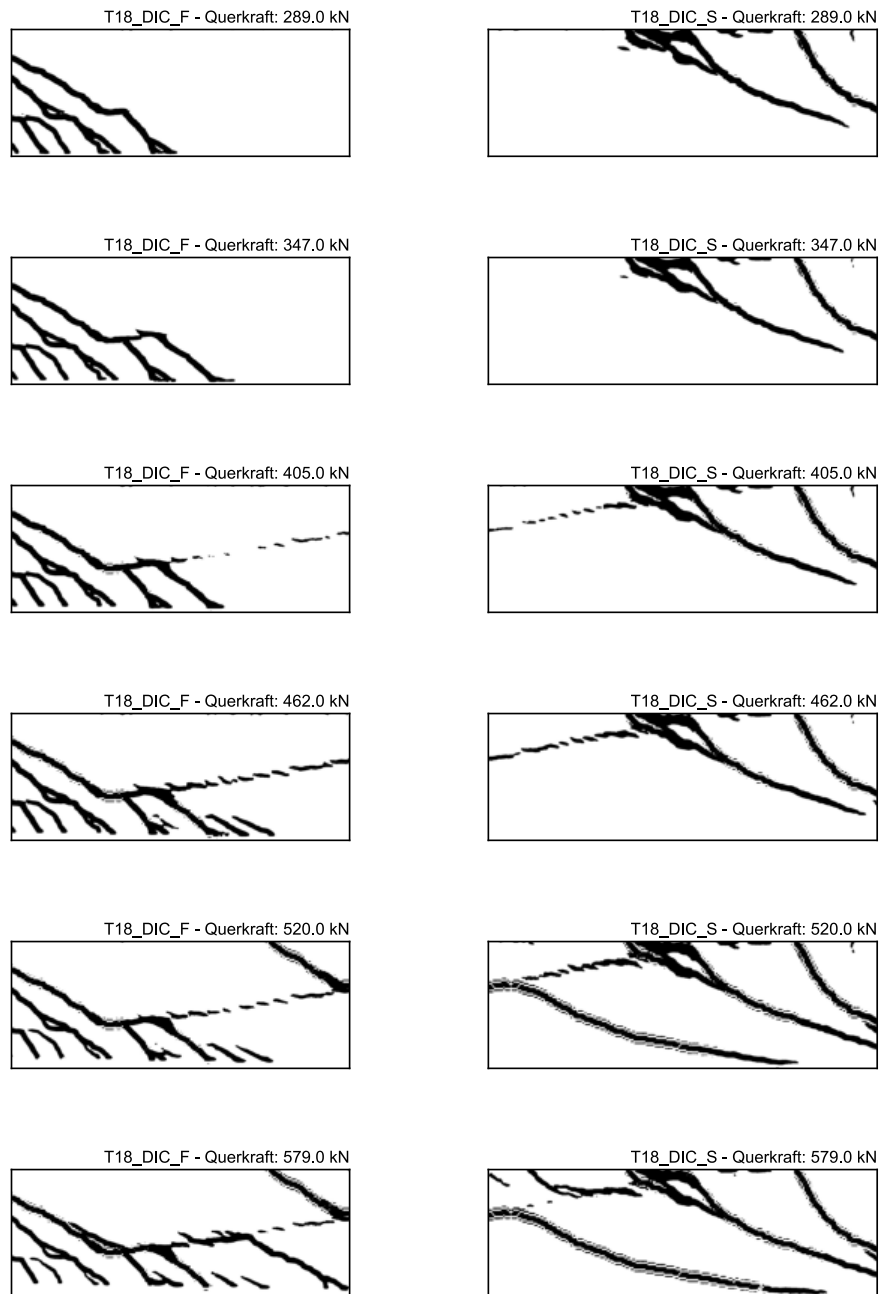 T18_DIC_F - Querkraft: 289.0 kN
T18_DIC_S - Querkraft: 289.0 kN
T18_DIC_F - Querkraft: 347.0 kN
T18_DIC_S - Querkraft: 347.0 kN
T18_DIC_F - Querkraft: 405.0 kN
T18_DIC_S - Querkraft: 405.0 kN
T18_DIC_F - Querkraft: 462.0 kN
T18_DIC_S - Querkraft: 462.0 kN
T18_DIC_F - Querkraft: 520.0 kN
T18_DIC_S - Querkraft: 520.0 kN
T18_DIC_F - Querkraft: 579.0 kN
T18_DIC_S - Querkraft: 579.0 kN